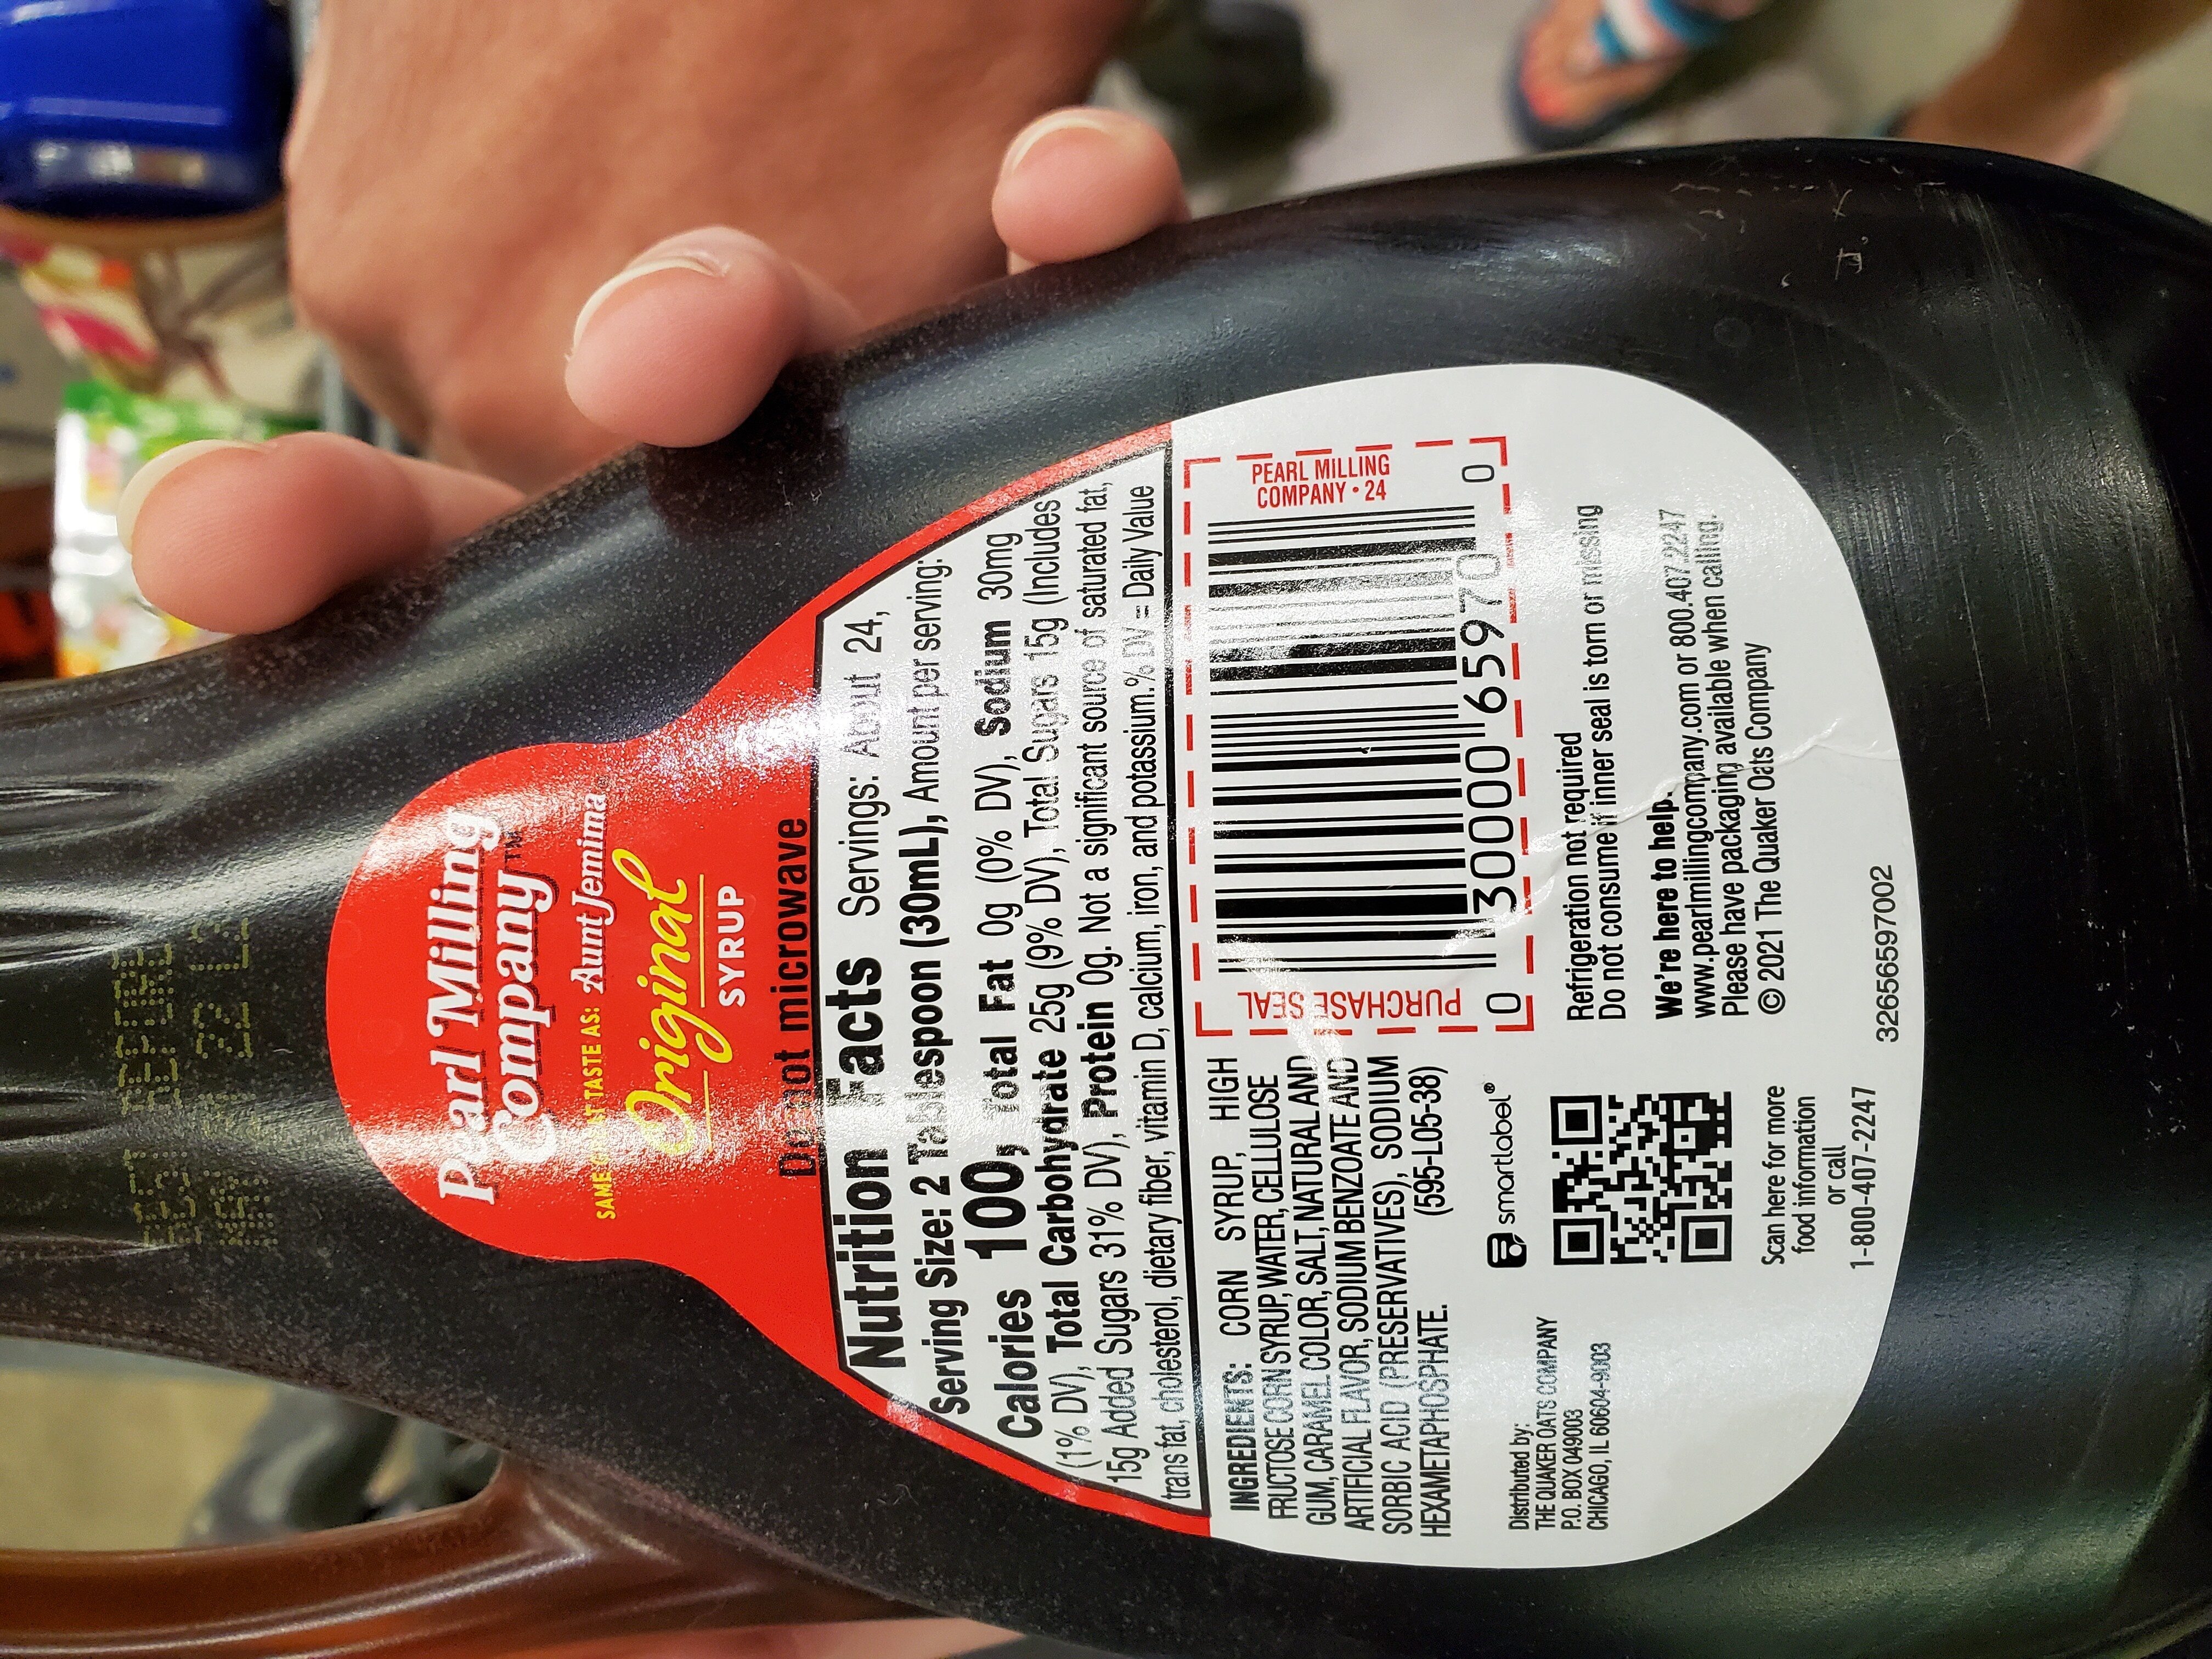 BEST BEFORE
Pearl Milling
Company™
SAME GREAT TASTE AS: Aunt Jemima®
Original
SYRUP
Do not microwave
Nutrition Facts Servings: About 24,
Serving Size: 2 Tablespoon (30mL), Amount per serving:
Calories 100, Total Fat 0g (0% DV), Sodium 30mg
(1% DV), Total Carbohydrate 25g (9% DV), Total Sugars 15g (Includes
15g Added Sugars 31% DV), Protein 0g. Not a significant source of saturated fat,
trans fat, cholesterol, dietary fiber, vitamin D, calcium, iron, and potassium.% DV = Daily Value
INGREDIENTS: CORN SYRUP, HIGH
FRUCTOSE CORN SYRUP, WATER, CELLULOSE
GUM, CARAMEL COLOR, SALT, NATURAL AND
ARTIFICIAL FLAVOR, SODIUM BENZOATE AND
SORBIC ACID (PRESERVATIVES), SODIUM
HEXAMETAPHOSPHATE. (595-L05-38)
PURCHASE SEAL
PEARL MILLING
COMPANY • 24
0 30000 65970 0
smartlabel®
Scan here for more
food information
or call
1-800-407-2247
Distributed by:
THE QUAKER OATS COMPANY
P.O. BOX 049003
CHICAGO, IL 60604-9003
Refrigeration not required
Do not consume if inner seal is torn or missing
We're here to help.
www.pearlmillingcompany.com or 800.407.2247
Please have packaging available when calling.
© 2021 The Quaker Oats Company
32656597002